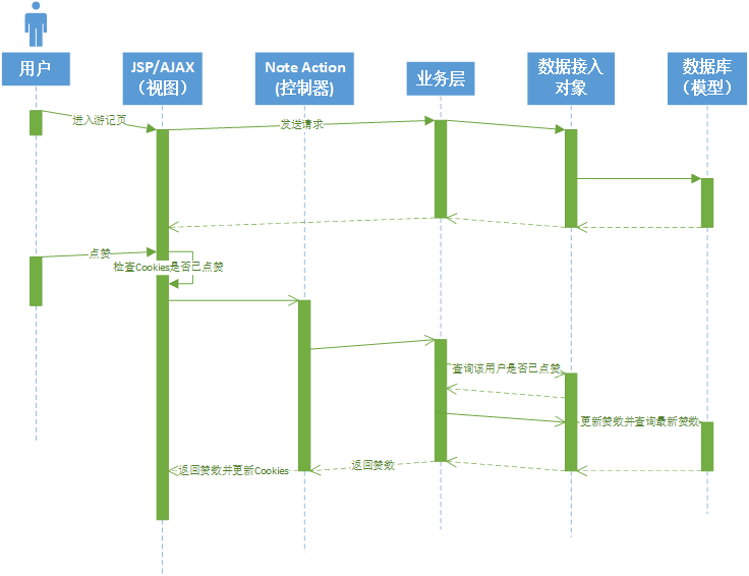 用户
JSP/AJAX
（视图）
Note Action
(控制器)
业务层
数据接入
对象
数据库
（模型）
进入游记页
发送请求
点赞
检查Cookies是否已点赞
查询该用户是否已点赞
更新赞数并查询最新赞数
返回赞数
返回赞数并更新Cookies